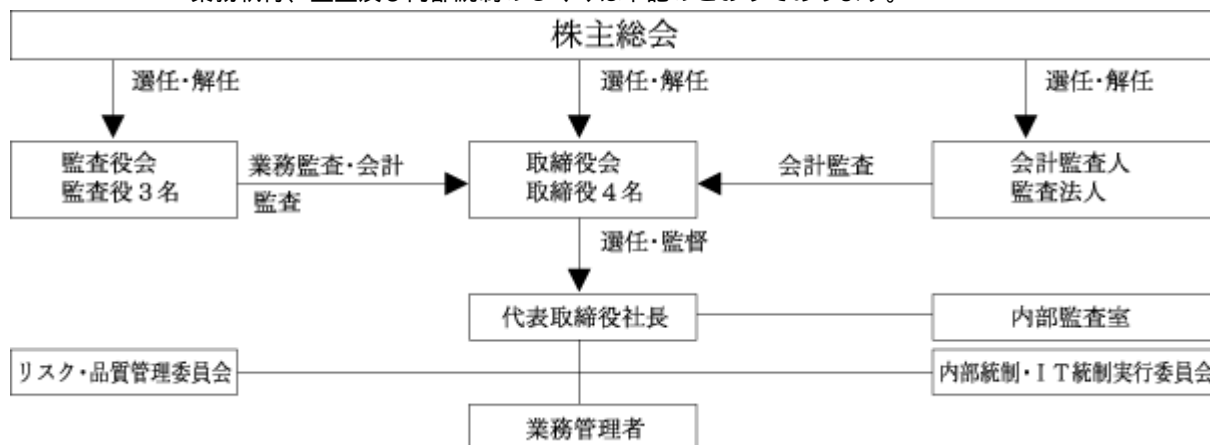 株主総会
選任・解任
選任・解任
選任・解任
監査役会
監査役3名
業務監査・会計
監査
取締役会
取締役4名
会計監査
会計監査人
監査法人
選任・監督
代表取締役社長
内部監査室
リスク・品質管理委員会
内部統制・IT統制実行委員会
業務管理者